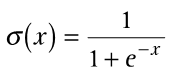 σ(x) = 1 / (1 + e^{-x})